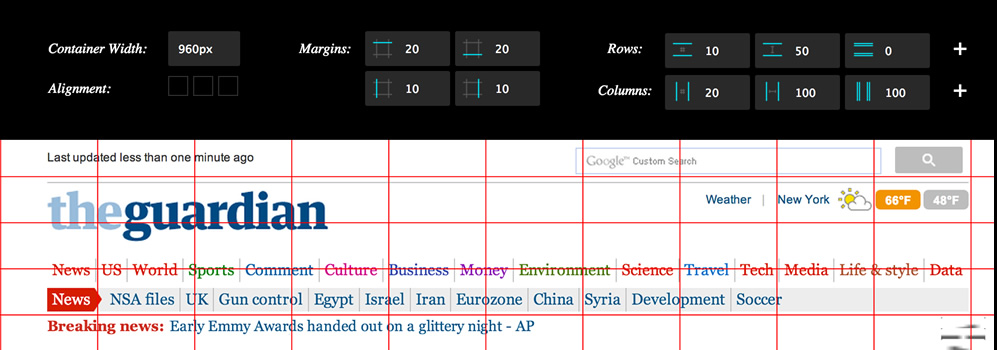 Container Width: 960px Margins: 20 20 Rows: 10 50 0 +
Alignment: 10 10 Columns: 20 100 100 +
Last updated less than one minute ago Google™ Custom Search
theguardian Weather | New York 66°F 48°F
News US World Sports Comment Culture Business Money Environment Science Travel Tech Media Life & style Data
News NSA files UK Gun control Egypt Israel Iran Eurozone China Syria Development Soccer
Breaking news: Early Emmy Awards handed out on a glittery night - AP